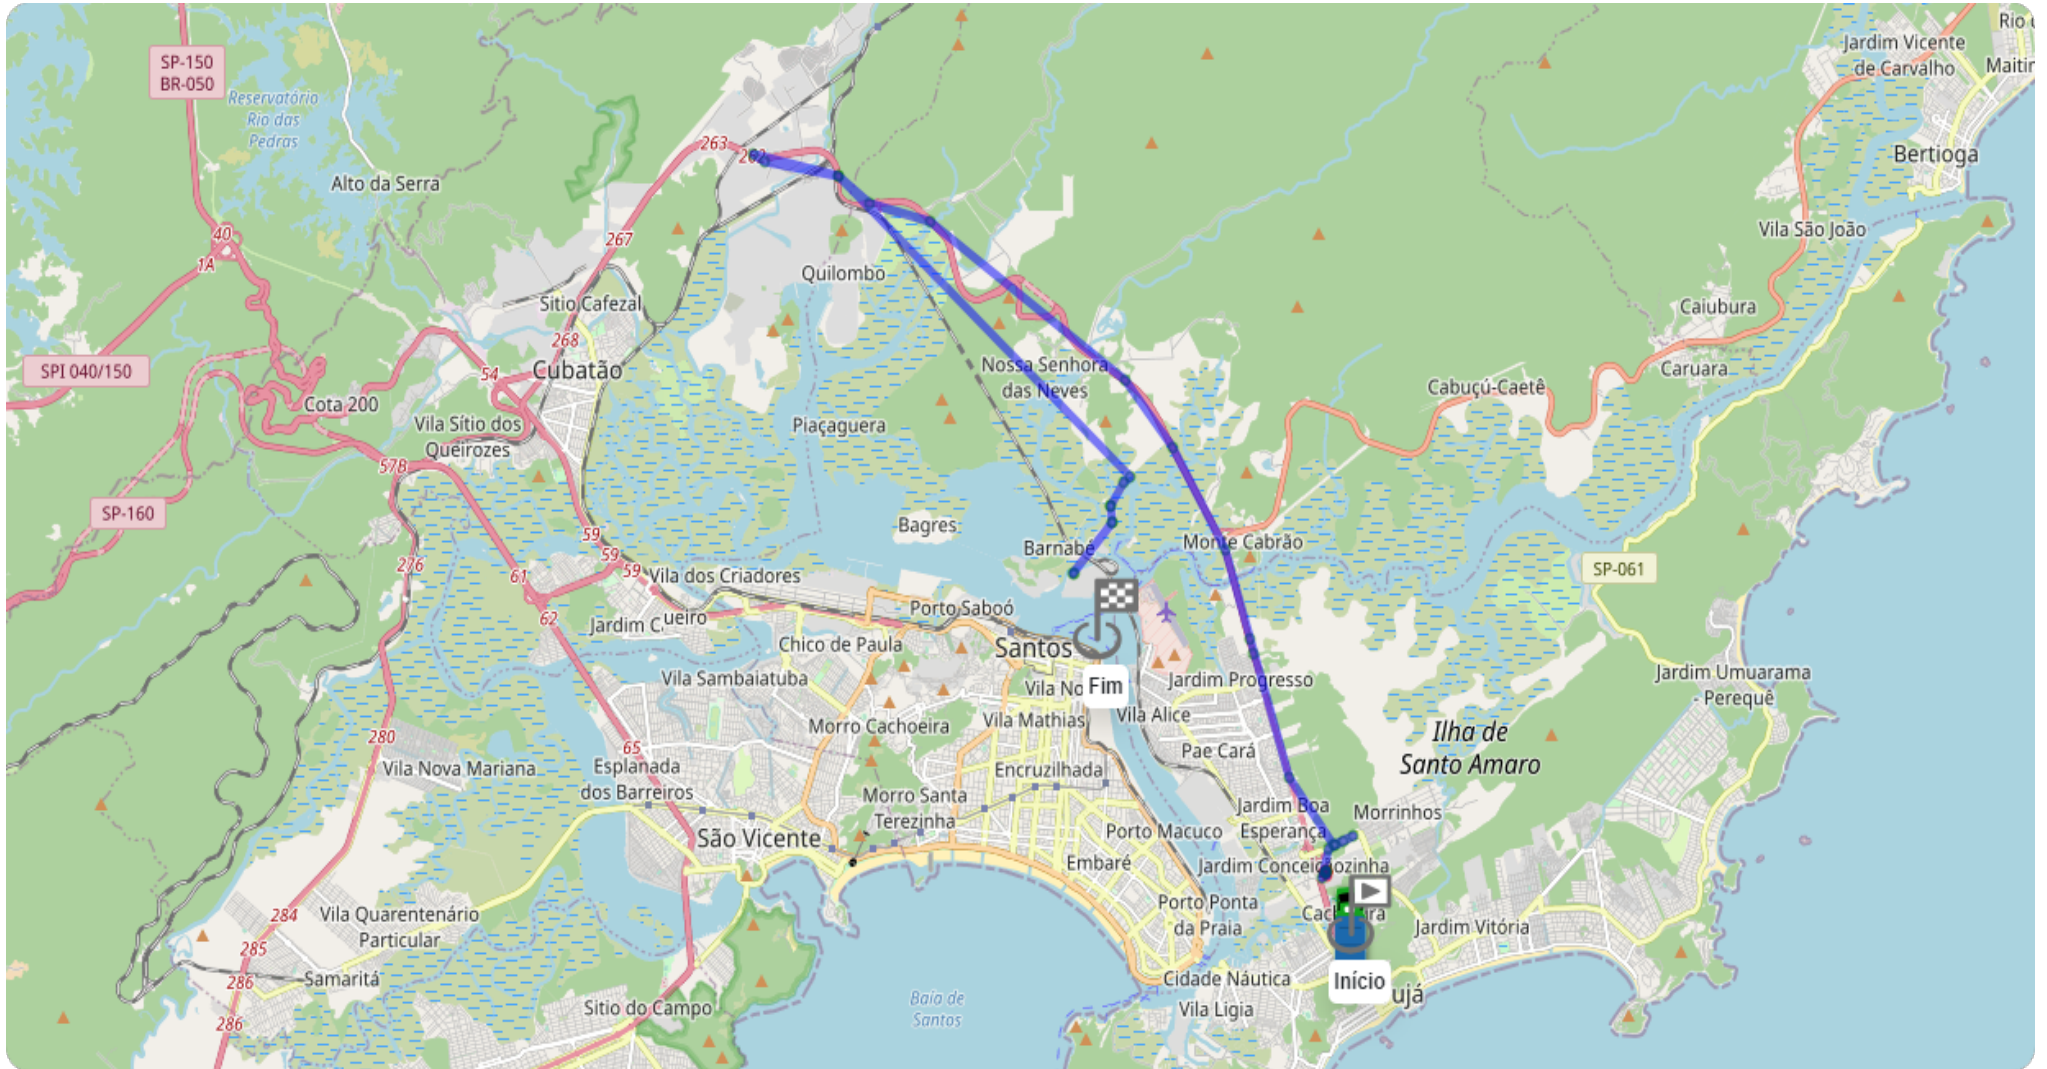 SP-150
BR-050
Reservatório
Rio das
Pedras
Alto da Serra
263
262
Jardim Vicente
de Carvalho
Bertioga
Vila São João
40
1A
267
Quilombo
Sitio Cafezal
268
Caiubura
SPI 040/150
54
Cubatão
Nossa Senhora
das Neves
Caruara
Cabuçú-Caetê
Cota 200
Vila Sítio dos
Queirozes
Piaçaguera
57B
SP-160
Bagres
59
59
59
Barnabé
Monte Cabrão
SP-061
276
61
Vila dos Criadores
Porto Saboó
62
Jardim C
ueiro
Chico de Paula
Santos
Vila Sambaiatuba
Fim
Vila No
Jardim Progresso
Jardim Umuarama
Perequê
Morro Cachoeira
Vila Mathias
Vila Alice
280
65
Pae Cará
Ilha de
Santo Amaro
Vila Nova Mariana
Esplanada
dos Barreiros
Encruzilhada
Morro Santa
Terezinha
Jardim Boa
Esperança
Morrinhos
São Vicente
Porto Macuco
Embaré
Jardim Conceiçãozinha
284
Vila Quarentenário
Particular
Porto Ponta
da Praia
Jardim Vitória
285
286
Samaritá
Cidade Náutica
Início
ujá
Sitio do Campo
Baía de
Santos
Vila Ligia
286